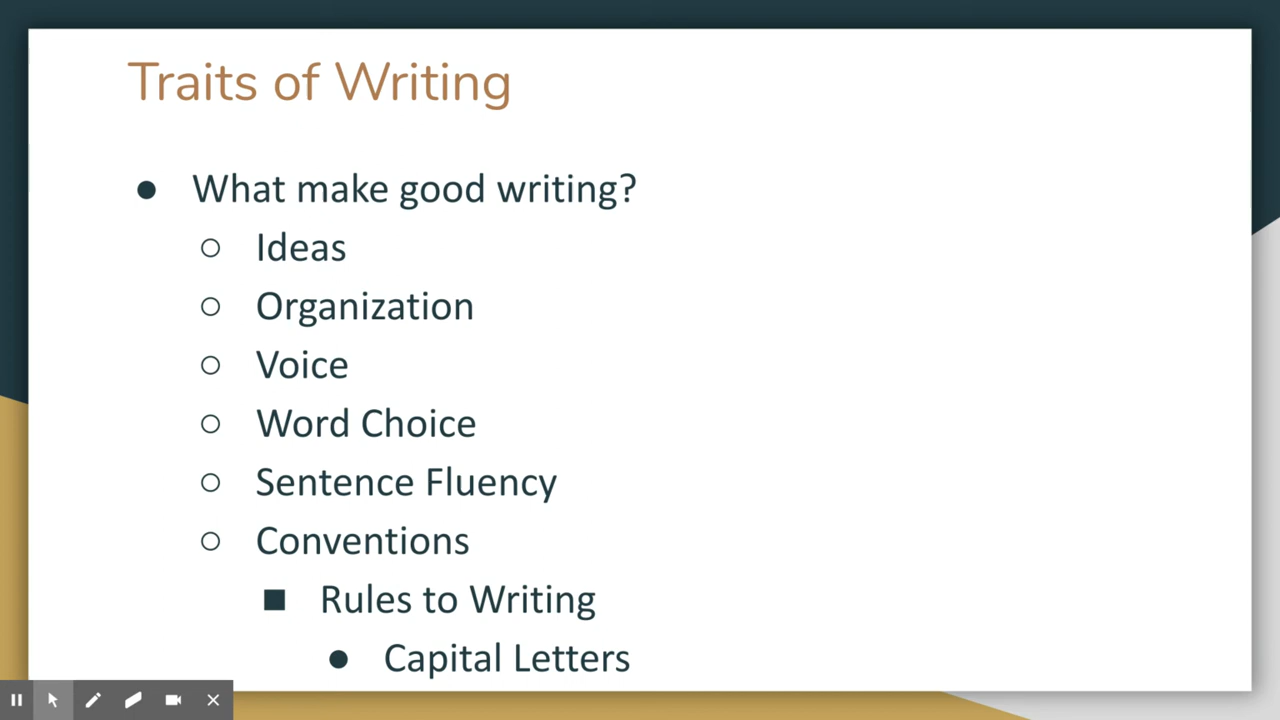 Traits of Writing
What make good writing?
Ideas
Organization
Voice
Word Choice
Sentence Fluency
Conventions
Rules to Writing
Capital Letters